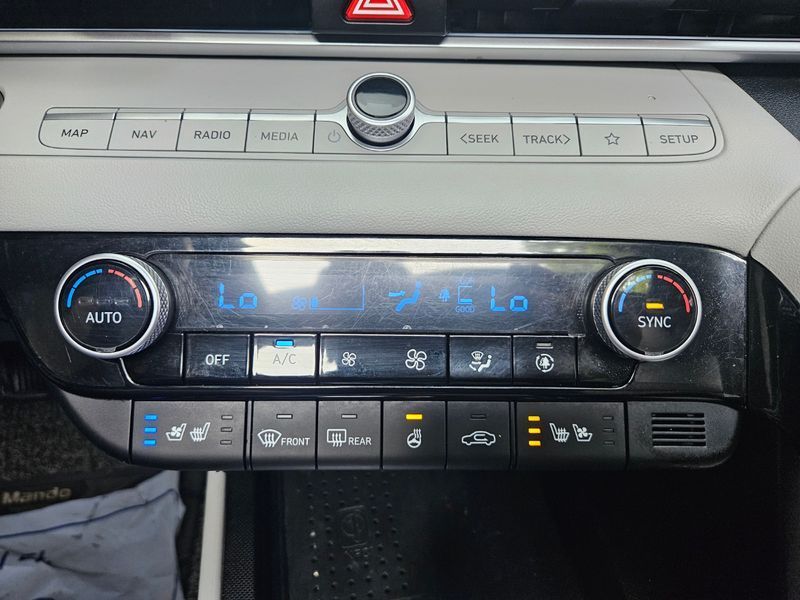 MAP NAV RADIO MEDIA <SEEK TRACK> SETUP
AUTO Lo GOOD Lo SYNC
OFF A/C
FRONT REAR
Mando